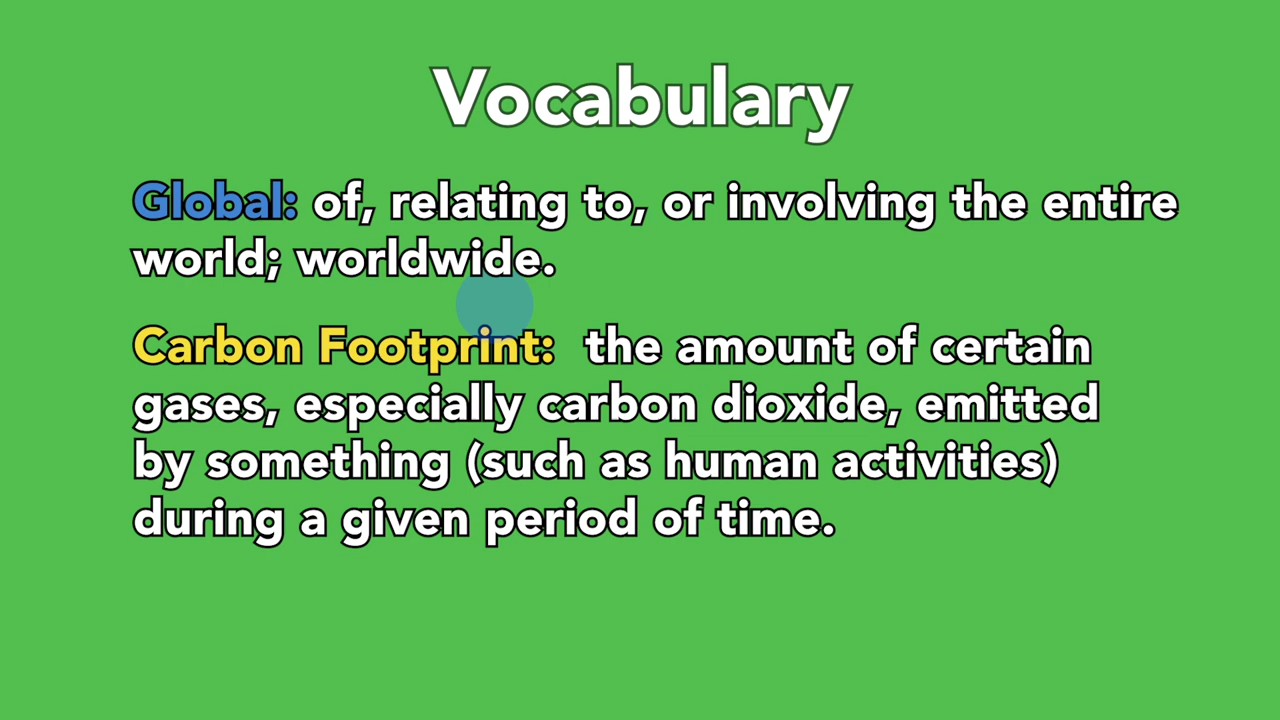 Vocabulary
Global: of, relating to, or involving the entire
world; worldwide.
Carbon Footprint: the amount of certain
gases, especially carbon dioxide, emitted
by something (such as human activities)
during a given period of time.